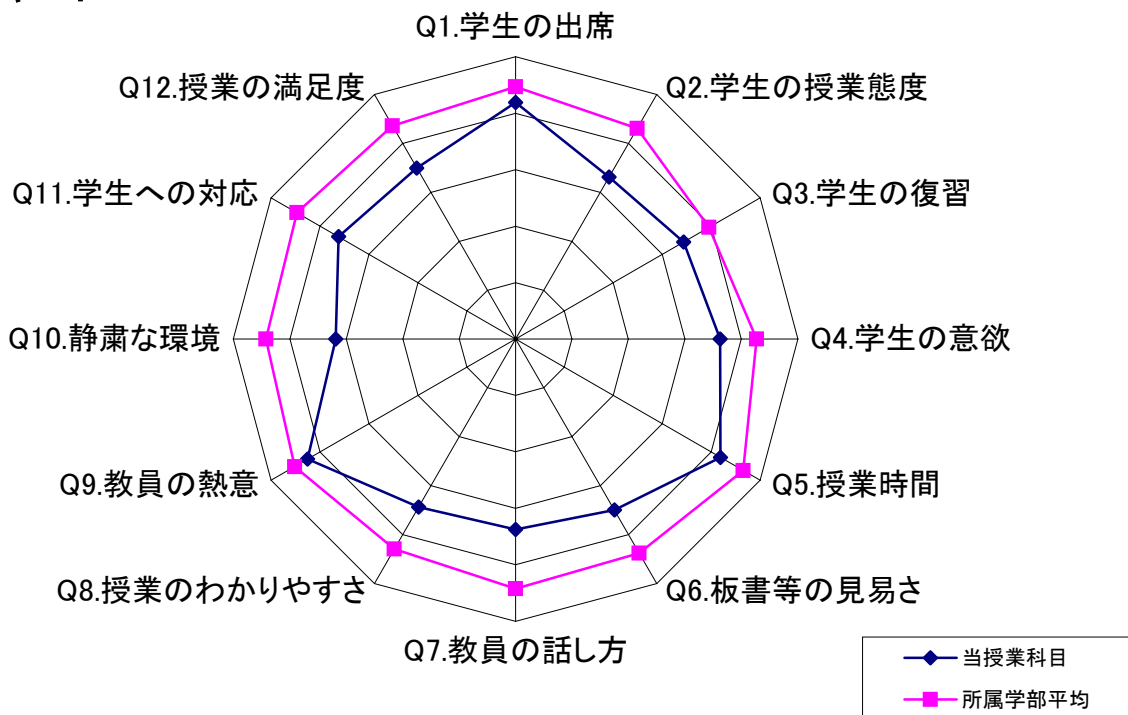 Q1.学生の出席
Q2.学生の授業態度
Q3.学生の復習
Q4.学生の意欲
Q5.授業時間
Q6.板書等の見易さ
Q7.教員の話し方
Q8.授業のわかりやすさ
Q9.教員の熱意
Q10.静粛な環境
Q11.学生への対応
Q12.授業の満足度
当授業科目
所属学部平均